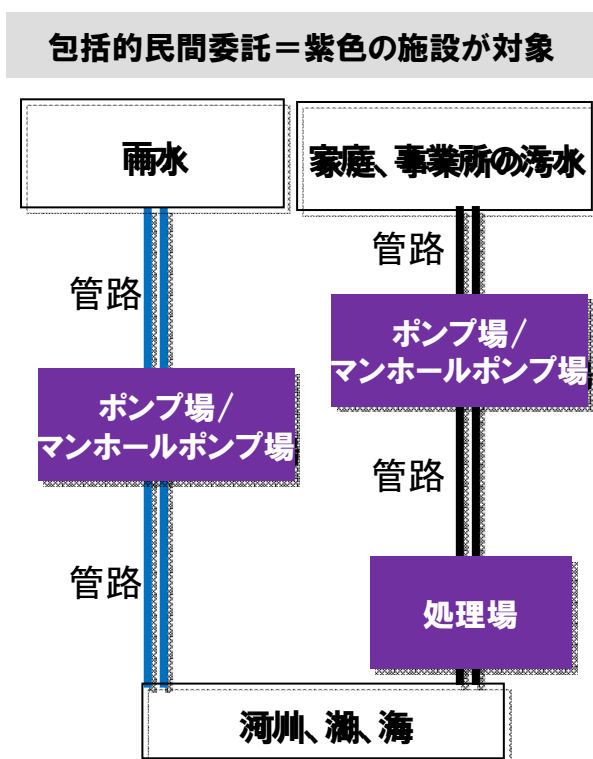 包括的民間委託＝紫色の施設が対象
雨水
家庭、事業所の汚水
管路
管路
ポンプ場/
マンホールポンプ場
ポンプ場/
マンホールポンプ場
管路
管路
処理場
河川、湖、海